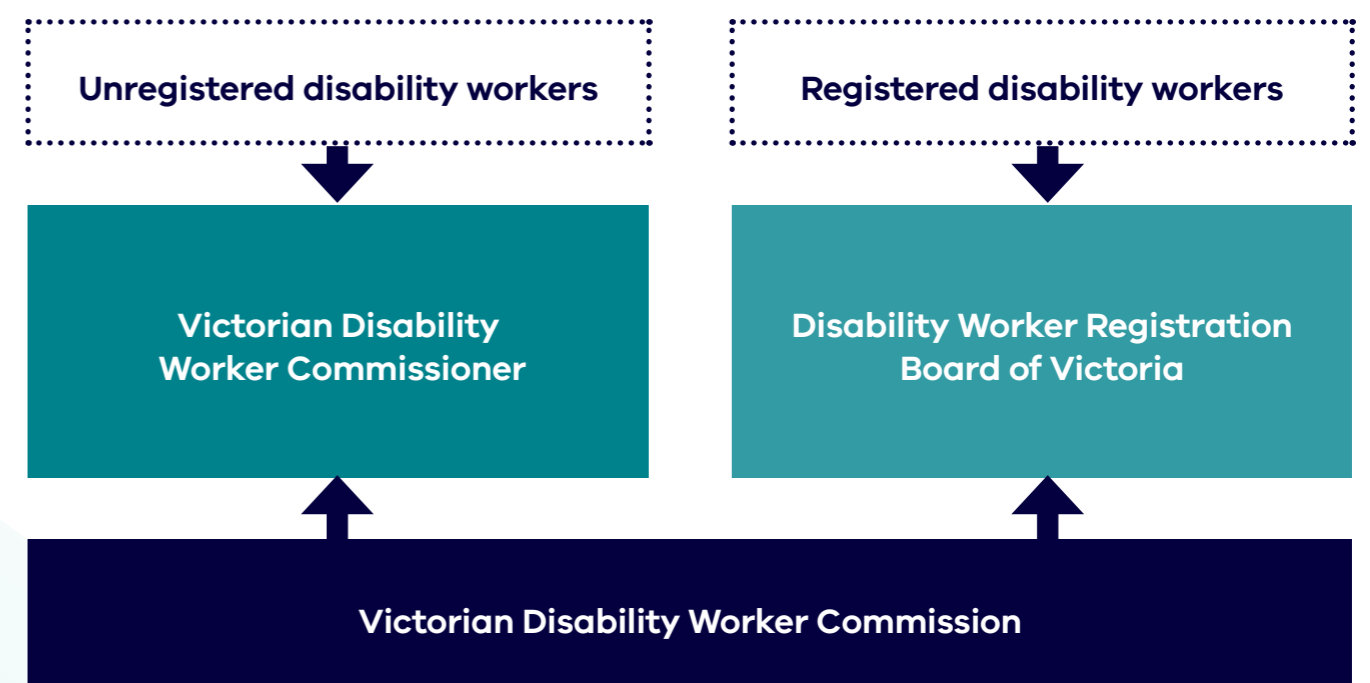 Unregistered disability workers
Registered disability workers
Victorian Disability
Worker Commissioner
Disability Worker Registration
Board of Victoria
Victorian Disability Worker Commission